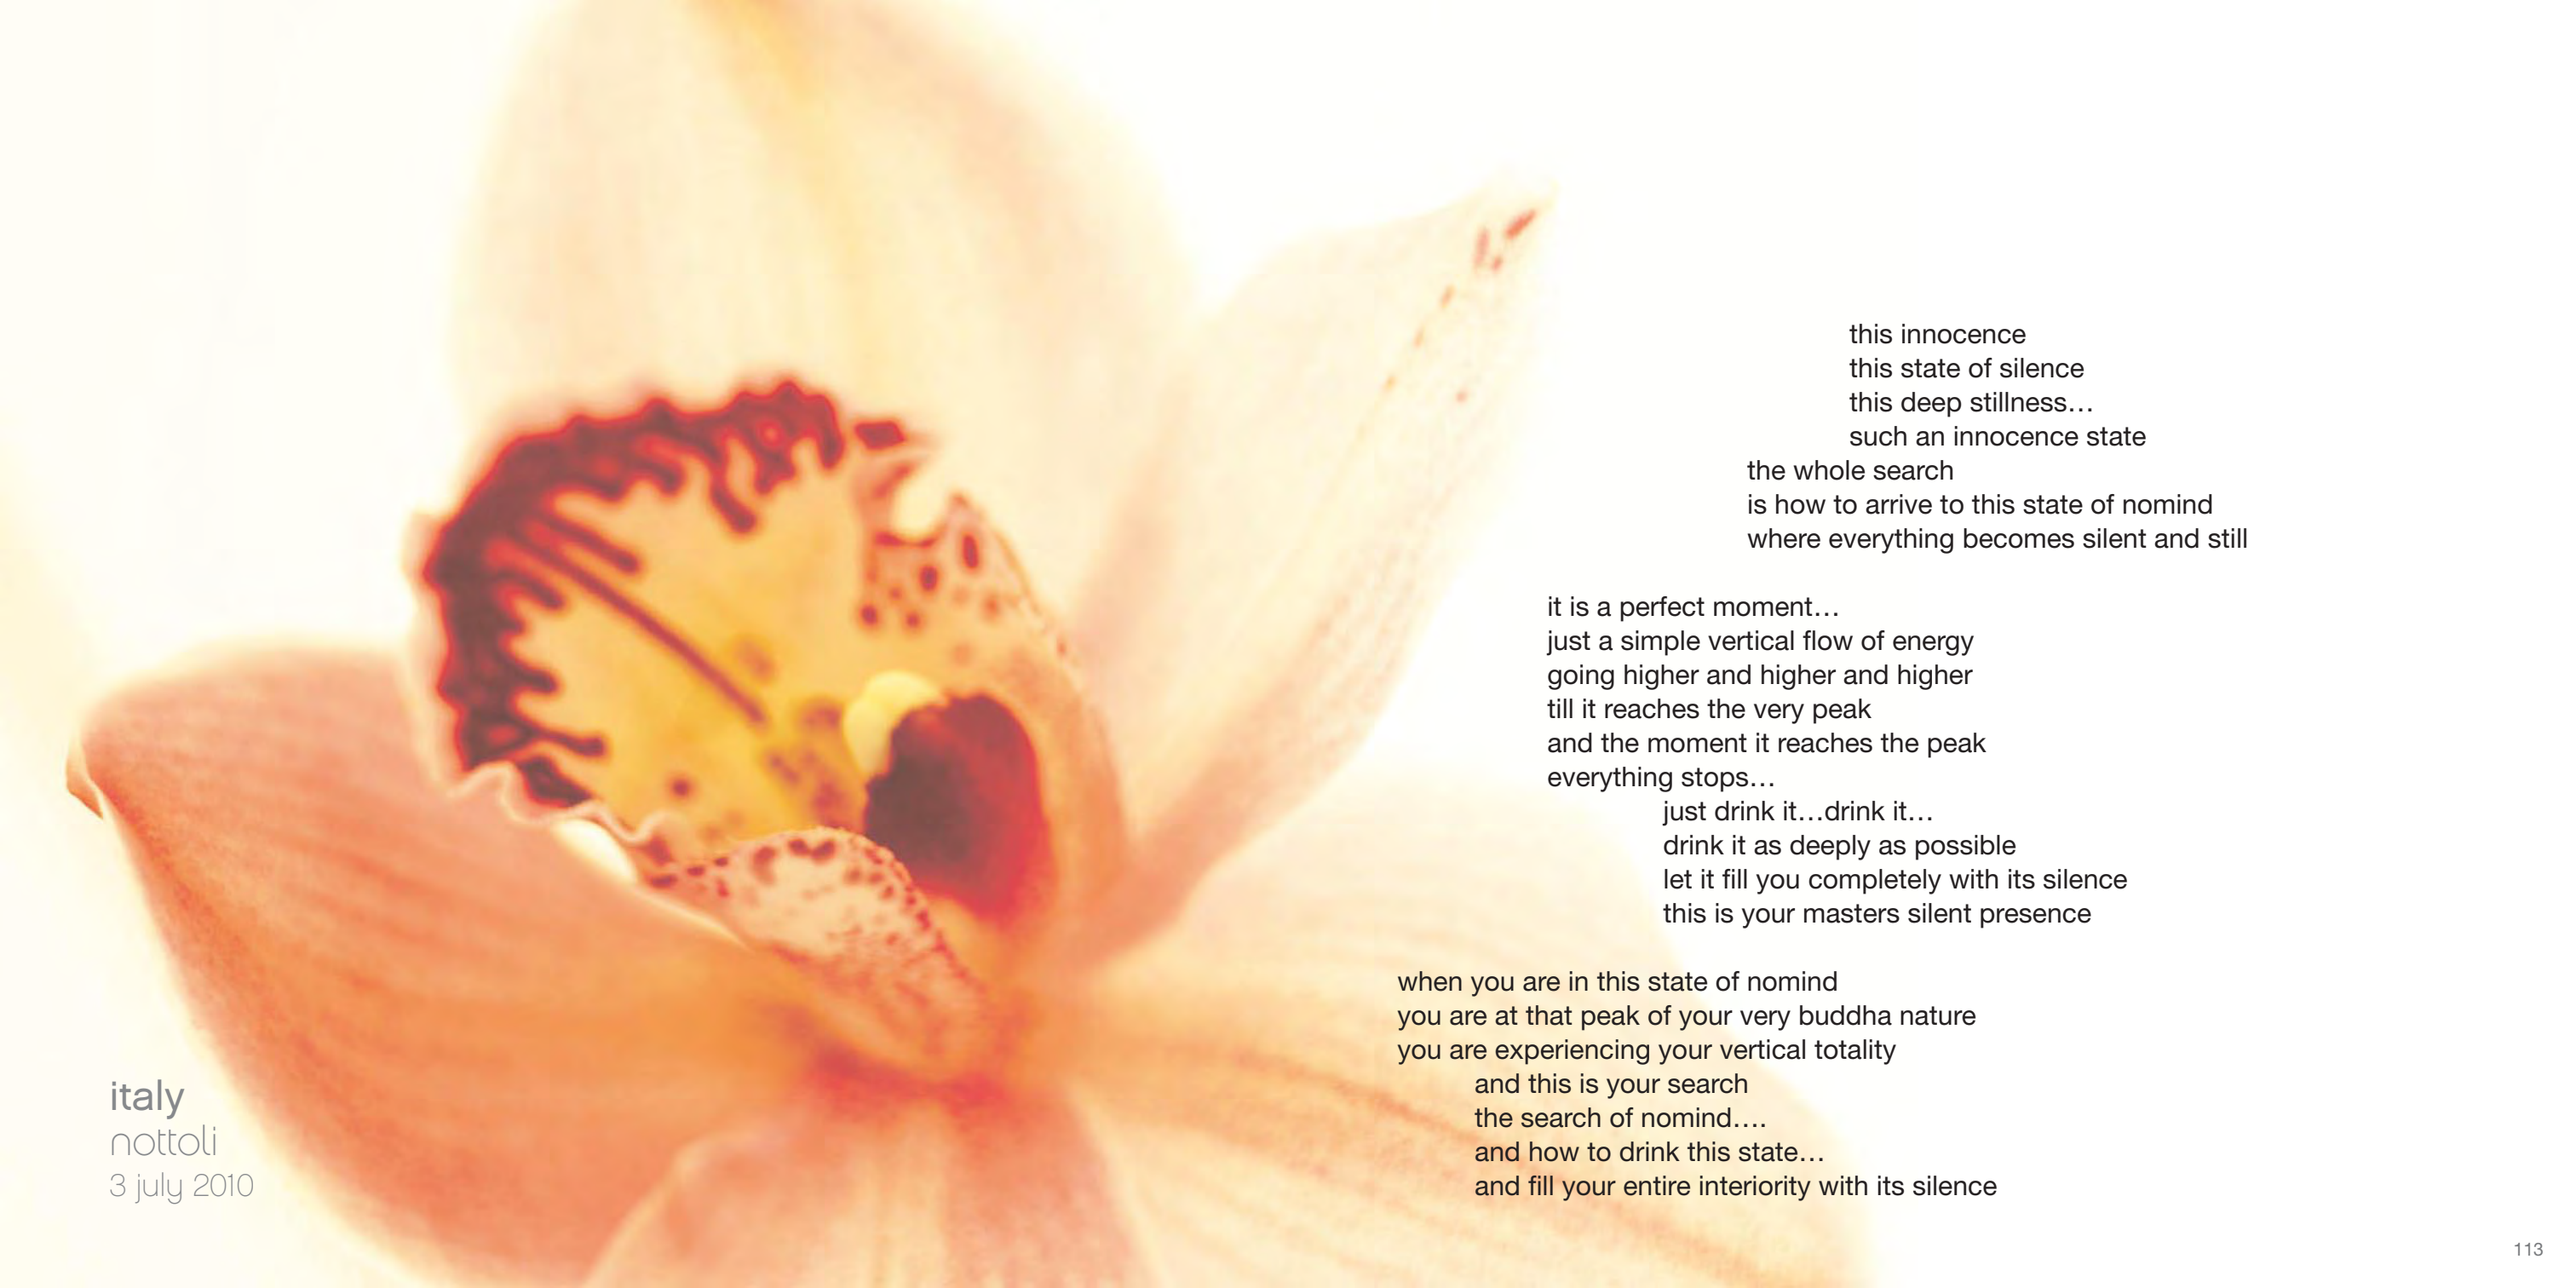 this innocence
this state of silence
this deep stillness…
such an innocence state
the whole search
is how to arrive to this state of nomind
where everything becomes silent and still
it is a perfect moment…
just a simple vertical flow of energy
going higher and higher and higher
till it reaches the very peak
and the moment it reaches the peak
everything stops…
just drink it…drink it…
drink it as deeply as possible
let it fill you completely with its silence
this is your masters silent presence
when you are in this state of nomind
you are at that peak of your very buddha nature
you are experiencing your vertical totality
and this is your search
the search of nomind….
and how to drink this state…
and fill your entire interiority with its silence
italy
nottoli
3 july 2010
113